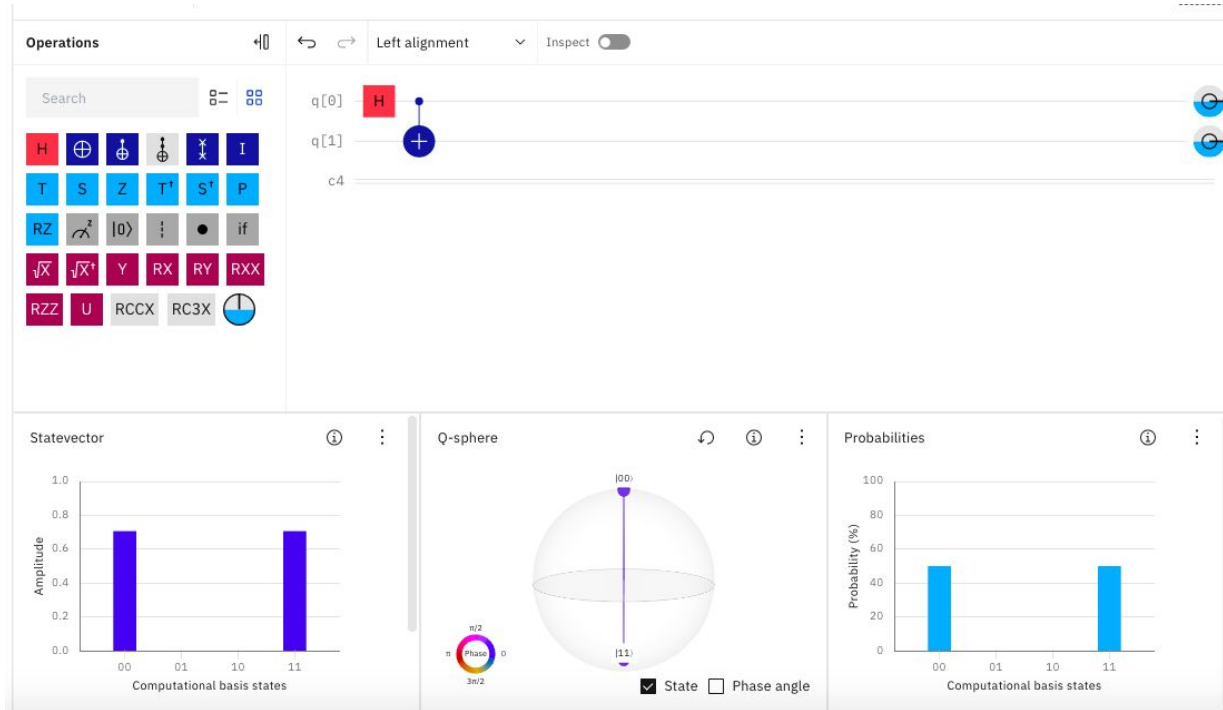 Operations
Left alignment
Inspect
Search
H I
T S Z T† S† P
RZ z |0⟩ if
√X √X† Y RX RY RXX
RZZ U RCCX RC3X
q[0] H
q[1] +
c4
Statevector
1.0
0.8
0.6
0.4
0.2
0.0
Amplitude
00 01 10 11
Computational basis states
Q-sphere
|00⟩
|11⟩
π/2
π Phase 0
3π/2
State Phase angle
Probabilities
100
80
60
40
20
0
Probability (%)
00 01 10 11
Computational basis states